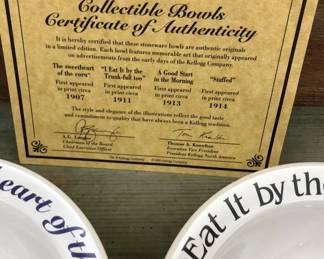 Collectible Bowls
Certificate of Authenticity
It is hereby certified that these stoneware bowls are authentic originals
in a limited edition. Each bowl features memorable art that originally appeared
on advertisements from the early days of the Kellogg Company.
The sweetheart
of the corn"
First appeared
in print circa
1907
"I Eat It by the
Trunk-full too"
First appeared
in print circa
1911
A Good Start
in the Morning
First appeared
in print circa
1913
"Stuffed"
First appeared
in print circa
1914
The style and elegance of the illustrations reflect the good taste
and commitment to quality that have always been a Kellogg tradition.
A.G.
Chairman of the Board
Chief Executive Officer
Thomas A. Knowlton
Executive Vice President
President Kellogg North America
heart of th
Eat It by the